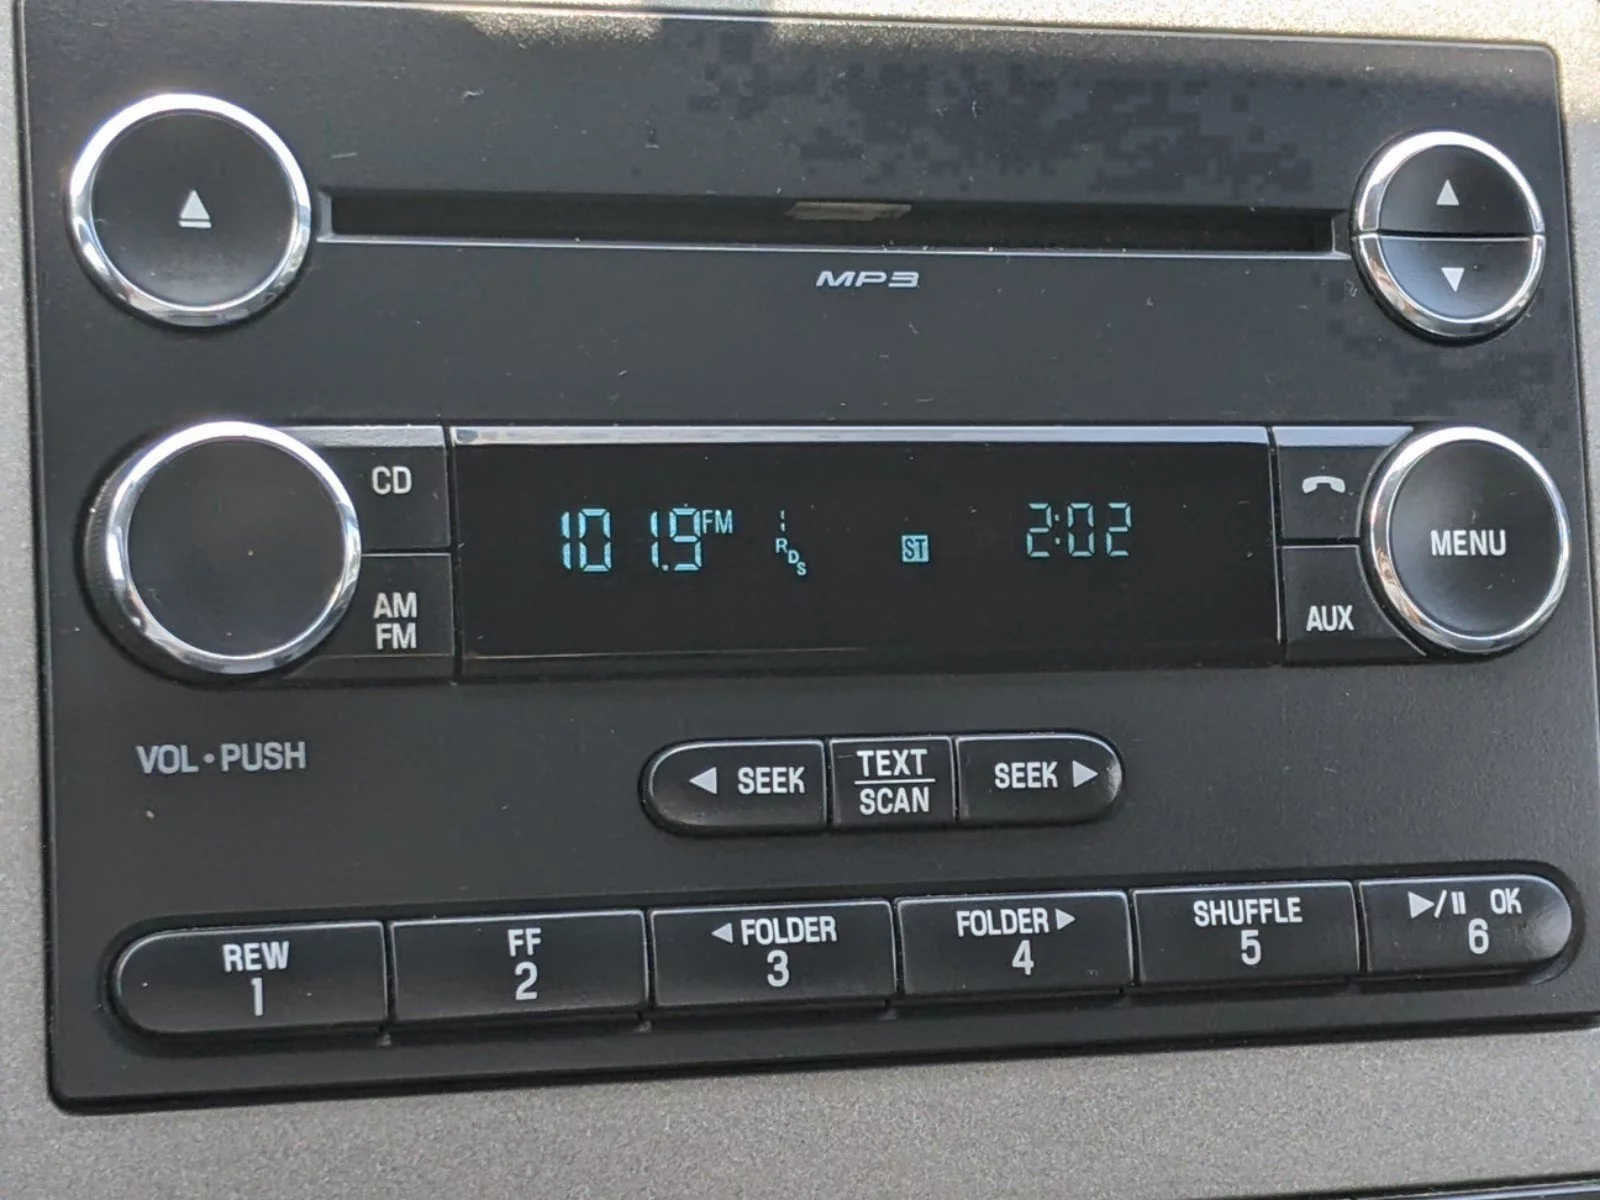 MP3
CD
AM
FM
101.9 FM 1 RDS ST 2:02
MENU
AUX
VOL•PUSH
◀ SEEK
TEXT
SCAN
SEEK ▶
REW
1
FF
2
◀ FOLDER
3
FOLDER ▶
4
SHUFFLE
5
▶/II OK
6